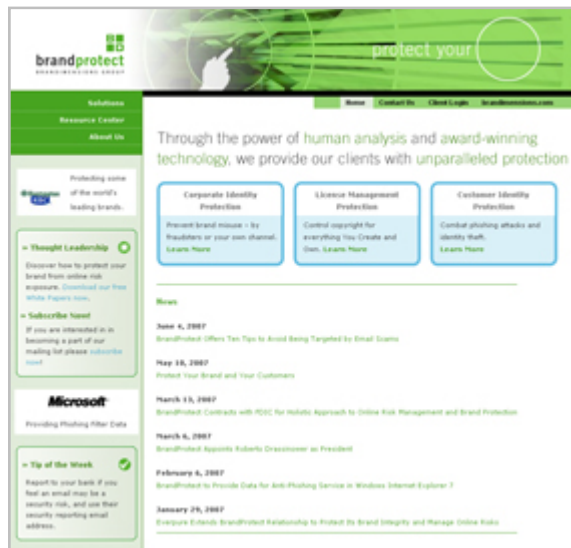 brandprotect
BRANDIMENSIONS GROUP
protect your
Home Contact Us Client Login brandimensions.com
Solutions
Resource Center
About Us
Through the power of human analysis and award-winning
technology, we provide our clients with unparalleled protection
Protecting some
of the world's
leading brands.
Corporate Identity
Protection
Prevent brand misuse – by
fraudsters or your own channel.
Learn More
License Management
Protection
Control copyright for
everything You Create and
Own. Learn More
Customer Identity
Protection
Combat phishing attacks and
identity theft.
Learn More
» Thought Leadership
Discover how to protect your
brand from online risk
exposure. Download our free
White Papers now.
» Subscribe Now!
If you are interested in in
becoming a part of our
mailing list please subscribe
now!
Microsoft
Providing Phishing Filter Data
» Tip of the Week
Report to your bank if you
feel an email may be a
security risk, and use their
security reporting email
address.
News
June 4, 2007
BrandProtect Offers Ten Tips to Avoid Being Targeted by Email Scams
May 10, 2007
Protect Your Brand and Your Customers
March 13, 2007
BrandProtect Contracts with FDIC for Holistic Approach to Online Risk Management and Brand Protection
March 6, 2007
BrandProtect Appoints Roberto Drassinower as President
February 6, 2007
BrandProtect to Provide Data for Anti-Phishing Service in Windows Internet Explorer 7
January 29, 2007
Everpure Extends BrandProtect Relationship to Protect Its Brand Integrity and Manage Online Risks